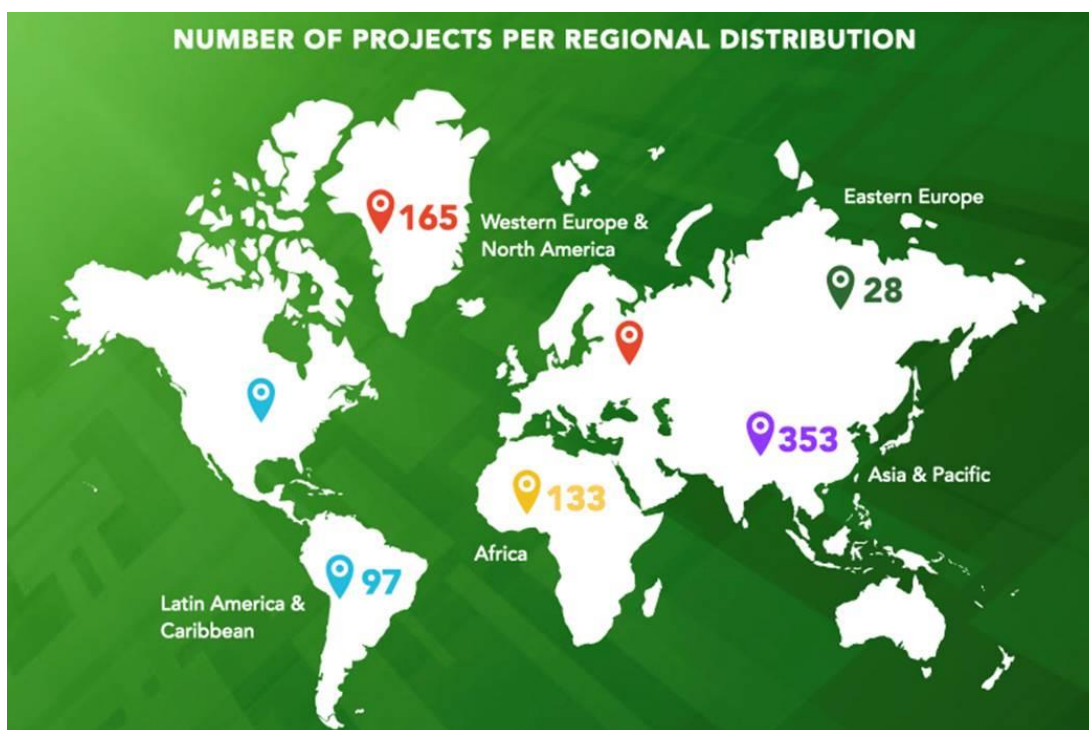 NUMBER OF PROJECTS PER REGIONAL DISTRIBUTION
165
Western Europe &
North America
Eastern Europe
28
353
Asia & Pacific
133
Africa
97
Latin America &
Caribbean